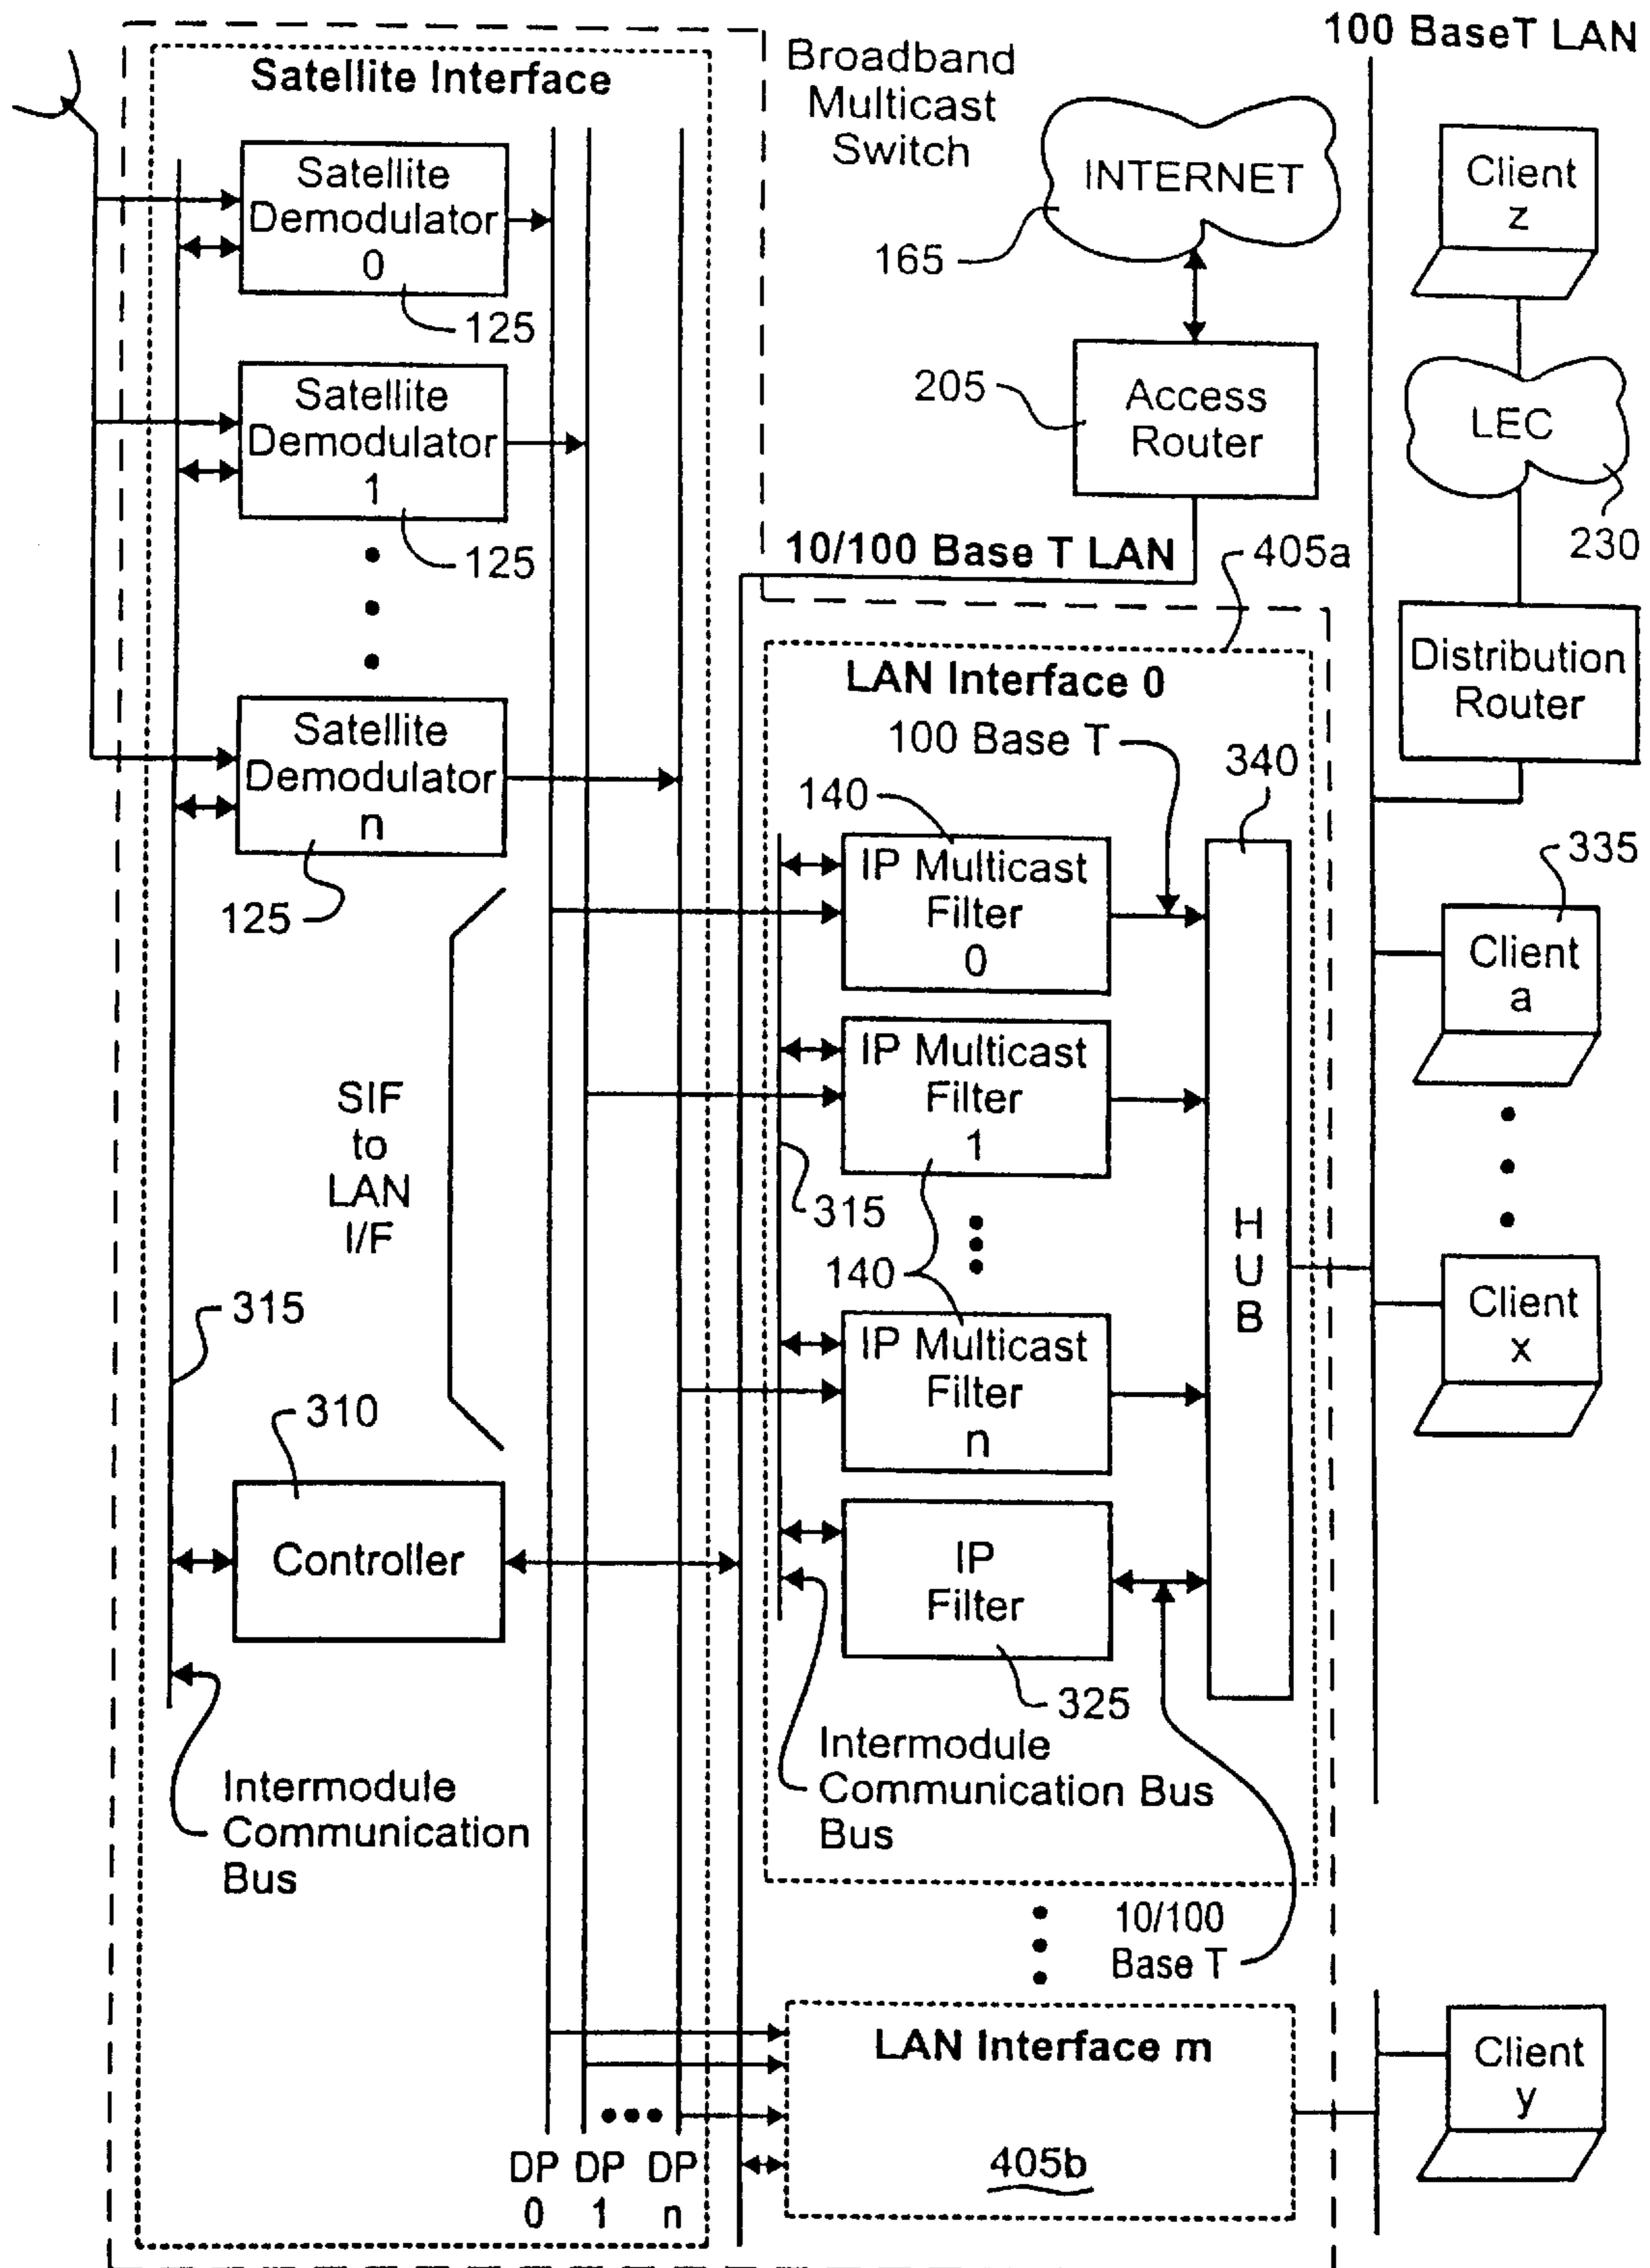 100 BaseT LAN
Satellite Interface
Broadband
Multicast
Switch
Satellite
Demodulator
0
125
INTERNET
165
Client
z
Satellite
Demodulator
1
125
205
Access
Router
LEC
230
10/100 Base T LAN
405a
Satellite
Demodulator
n
125
LAN Interface 0
100 Base T
340
Distribution
Router
140
IP Multicast
Filter
0
335
Client
a
IP Multicast
Filter
1
315
140
SIF
to
LAN
I/F
H
U
B
IP Multicast
Filter
n
Client
x
315
310
Controller
IP
Filter
325
Intermodule
Communication
Bus
Intermodule
Communication Bus
Bus
10/100
Base T
LAN Interface m
405b
Client
y
DP DP DP
0 1 n